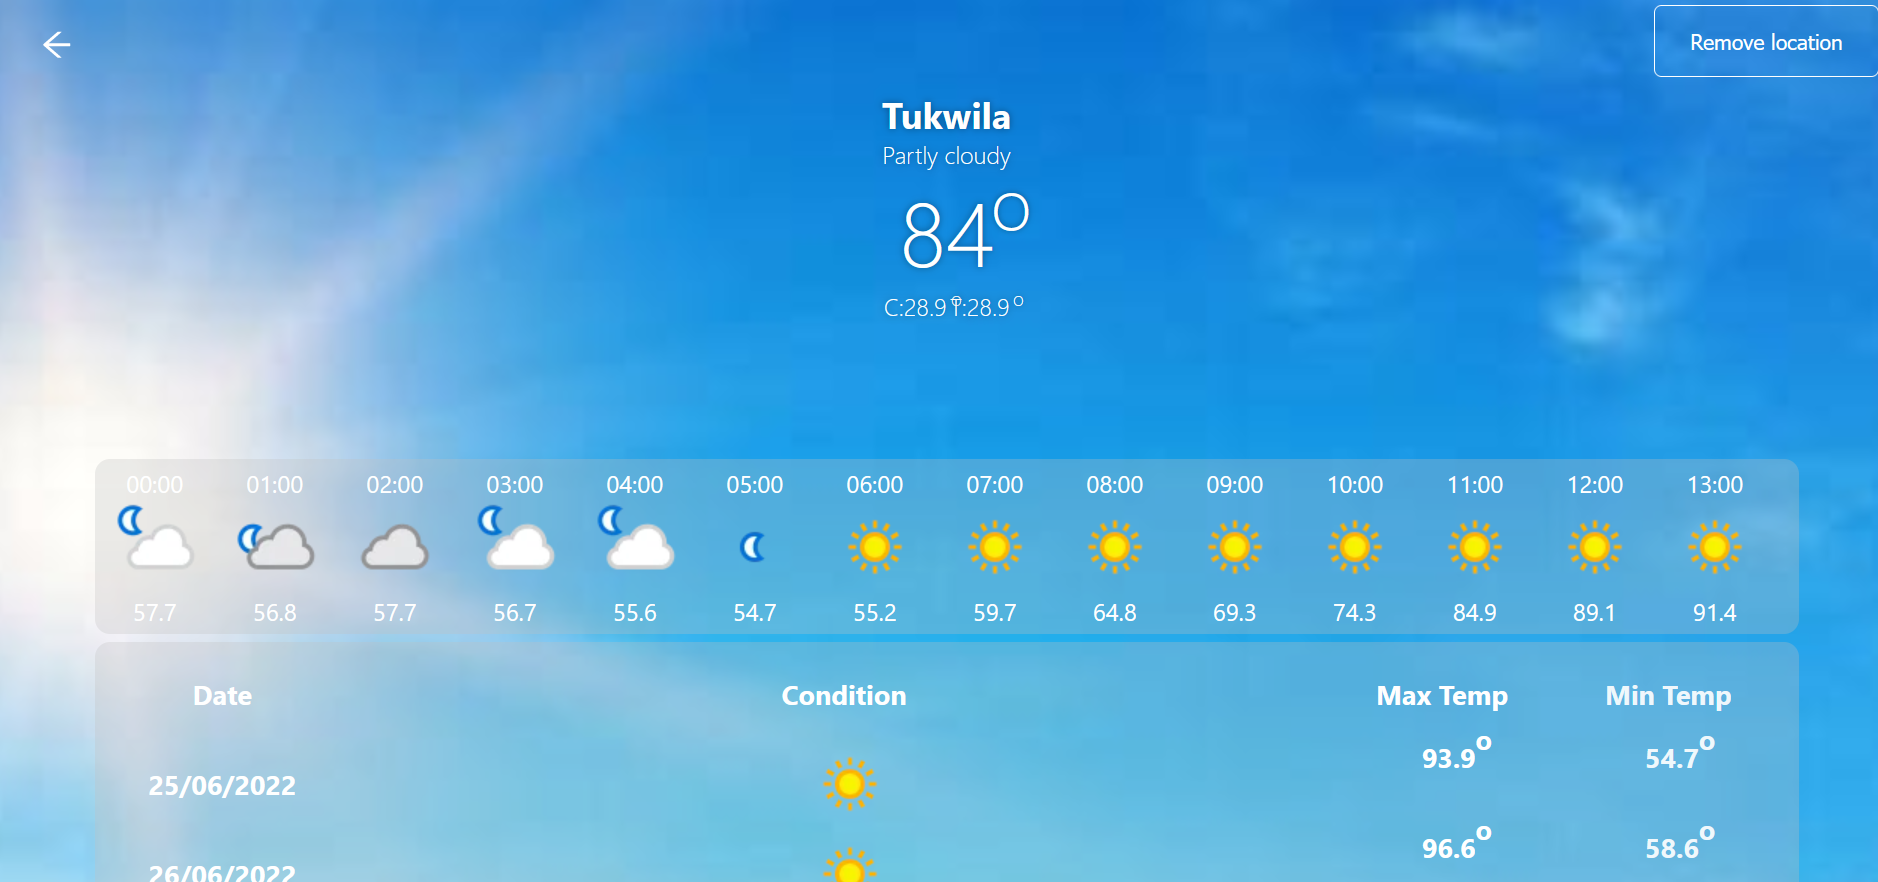 Remove location
Tukwila
Partly cloudy
84°
C:28.9°T:28.9°
00:00 01:00 02:00 03:00 04:00 05:00 06:00 07:00 08:00 09:00 10:00 11:00 12:00 13:00
57.7 56.8 57.7 56.7 55.6 54.7 55.2 59.7 64.8 69.3 74.3 84.9 89.1 91.4
Date Condition Max Temp Min Temp
25/06/2022 93.9° 54.7°
26/06/2022 96.6° 58.6°